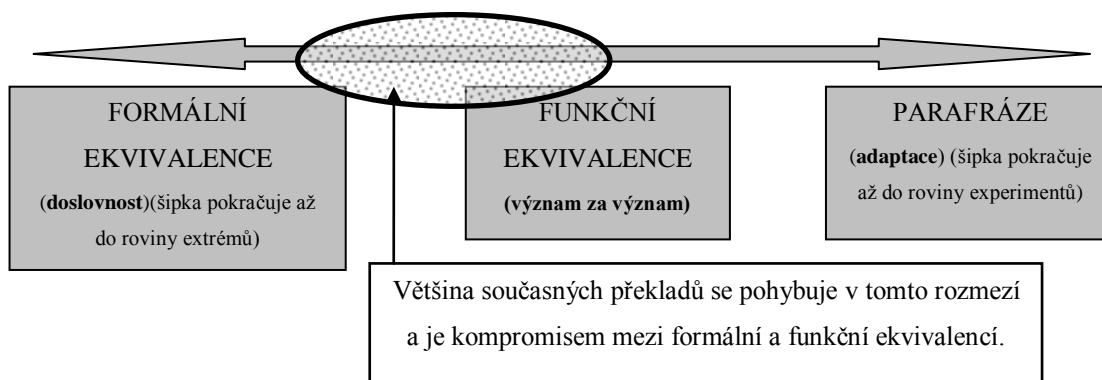 FORMÁLNÍ
EKVIVALENCE
(doslovnost)(šipka pokračuje až
do roviny extrémů)
FUNKČNÍ
EKVIVALENCE
(význam za význam)
PARAFRÁZE
(adaptace) (šipka pokračuje
až do roviny experimentů)
Většina současných překladů se pohybuje v tomto rozmezí
a je kompromisem mezi formální a funkční ekvivalencí.